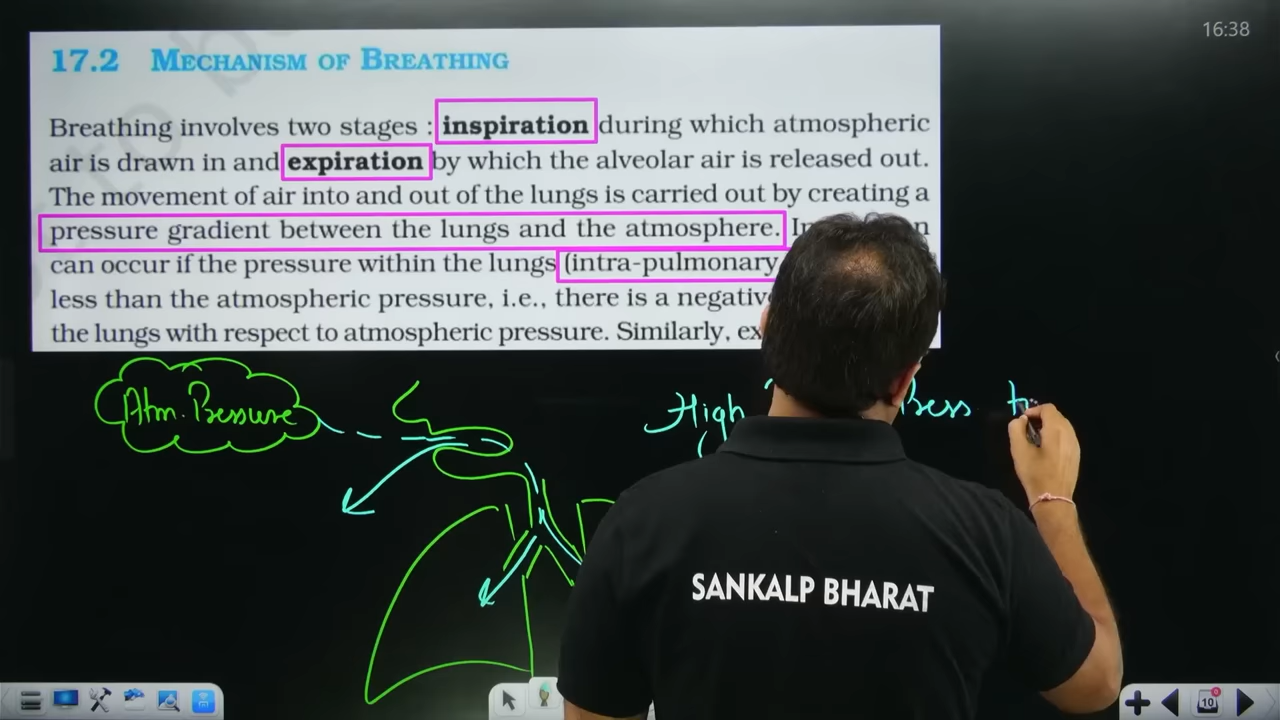 16:38
17.2 MECHANISM OF BREATHING
Breathing involves two stages : inspiration during which atmospheric
air is drawn in and expiration by which the alveolar air is released out.
The movement of air into and out of the lungs is carried out by creating a
pressure gradient between the lungs and the atmosphere.
can occur if the pressure within the lungs (intra-pulmonary
less than the atmospheric pressure, i.e., there is a
the lungs with respect to atmospheric pressure. Similarly,
Atm. Pressure
High
SANKALP BHARAT
10